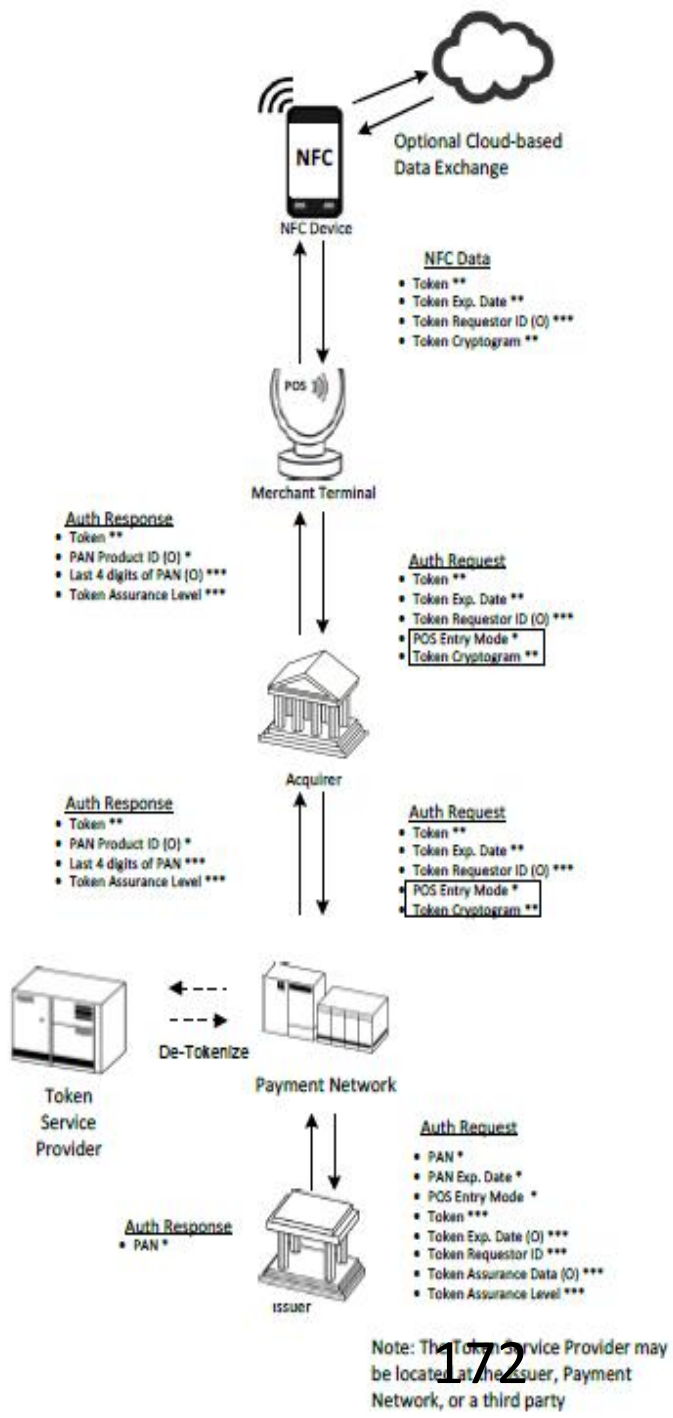 Optional Cloud-based
Data Exchange
NFC
NFC Device
NFC Data
• Token **
• Token Exp. Date **
• Token Requestor ID (O) ***
• Token Cryptogram **
POS
Merchant Terminal
Auth Response
• Token **
• PAN Product ID (O) *
• Last 4 digits of PAN (O) ***
• Token Assurance Level ***
Auth Request
• Token **
• Token Exp. Date **
• Token Requestor ID (O) ***
• POS Entry Mode *
• Token Cryptogram **
Acquirer
Auth Response
• Token **
• PAN Product ID (O) *
• Last 4 digits of PAN ***
• Token Assurance Level ***
Auth Request
• Token **
• Token Exp. Date **
• Token Requestor ID (O) ***
• POS Entry Mode *
• Token Cryptogram **
De-Tokenize
Token
Service
Provider
Payment Network
Auth Request
• PAN *
• PAN Exp. Date *
• POS Entry Mode *
• Token ***
• Token Exp. Date (O) ***
• Token Requestor ID ***
• Token Assurance Data (O) ***
• Token Assurance Level ***
Auth Response
• PAN *
Issuer
Note: The Token Service Provider may
be located at the Issuer, Payment
Network, or a third party
172